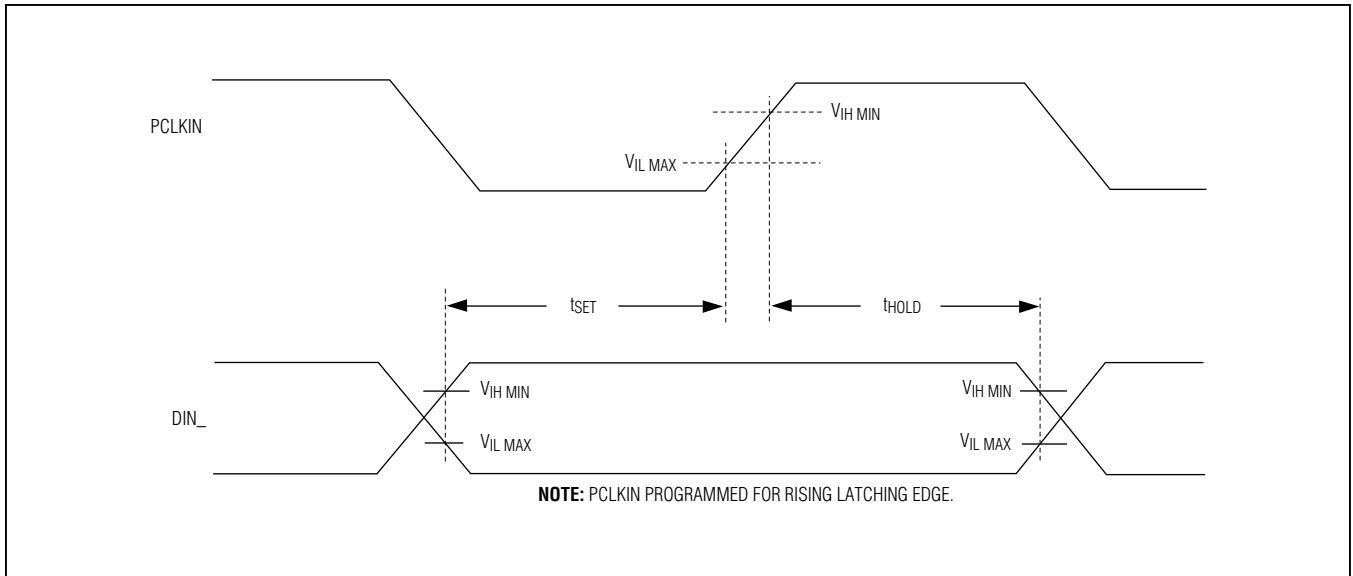 PCLKIN
VIH MIN
VIL MAX
tSET
tHOLD
DIN_
VIH MIN
VIH MIN
VIL MAX
VIL MAX
NOTE: PCLKIN PROGRAMMED FOR RISING LATCHING EDGE.